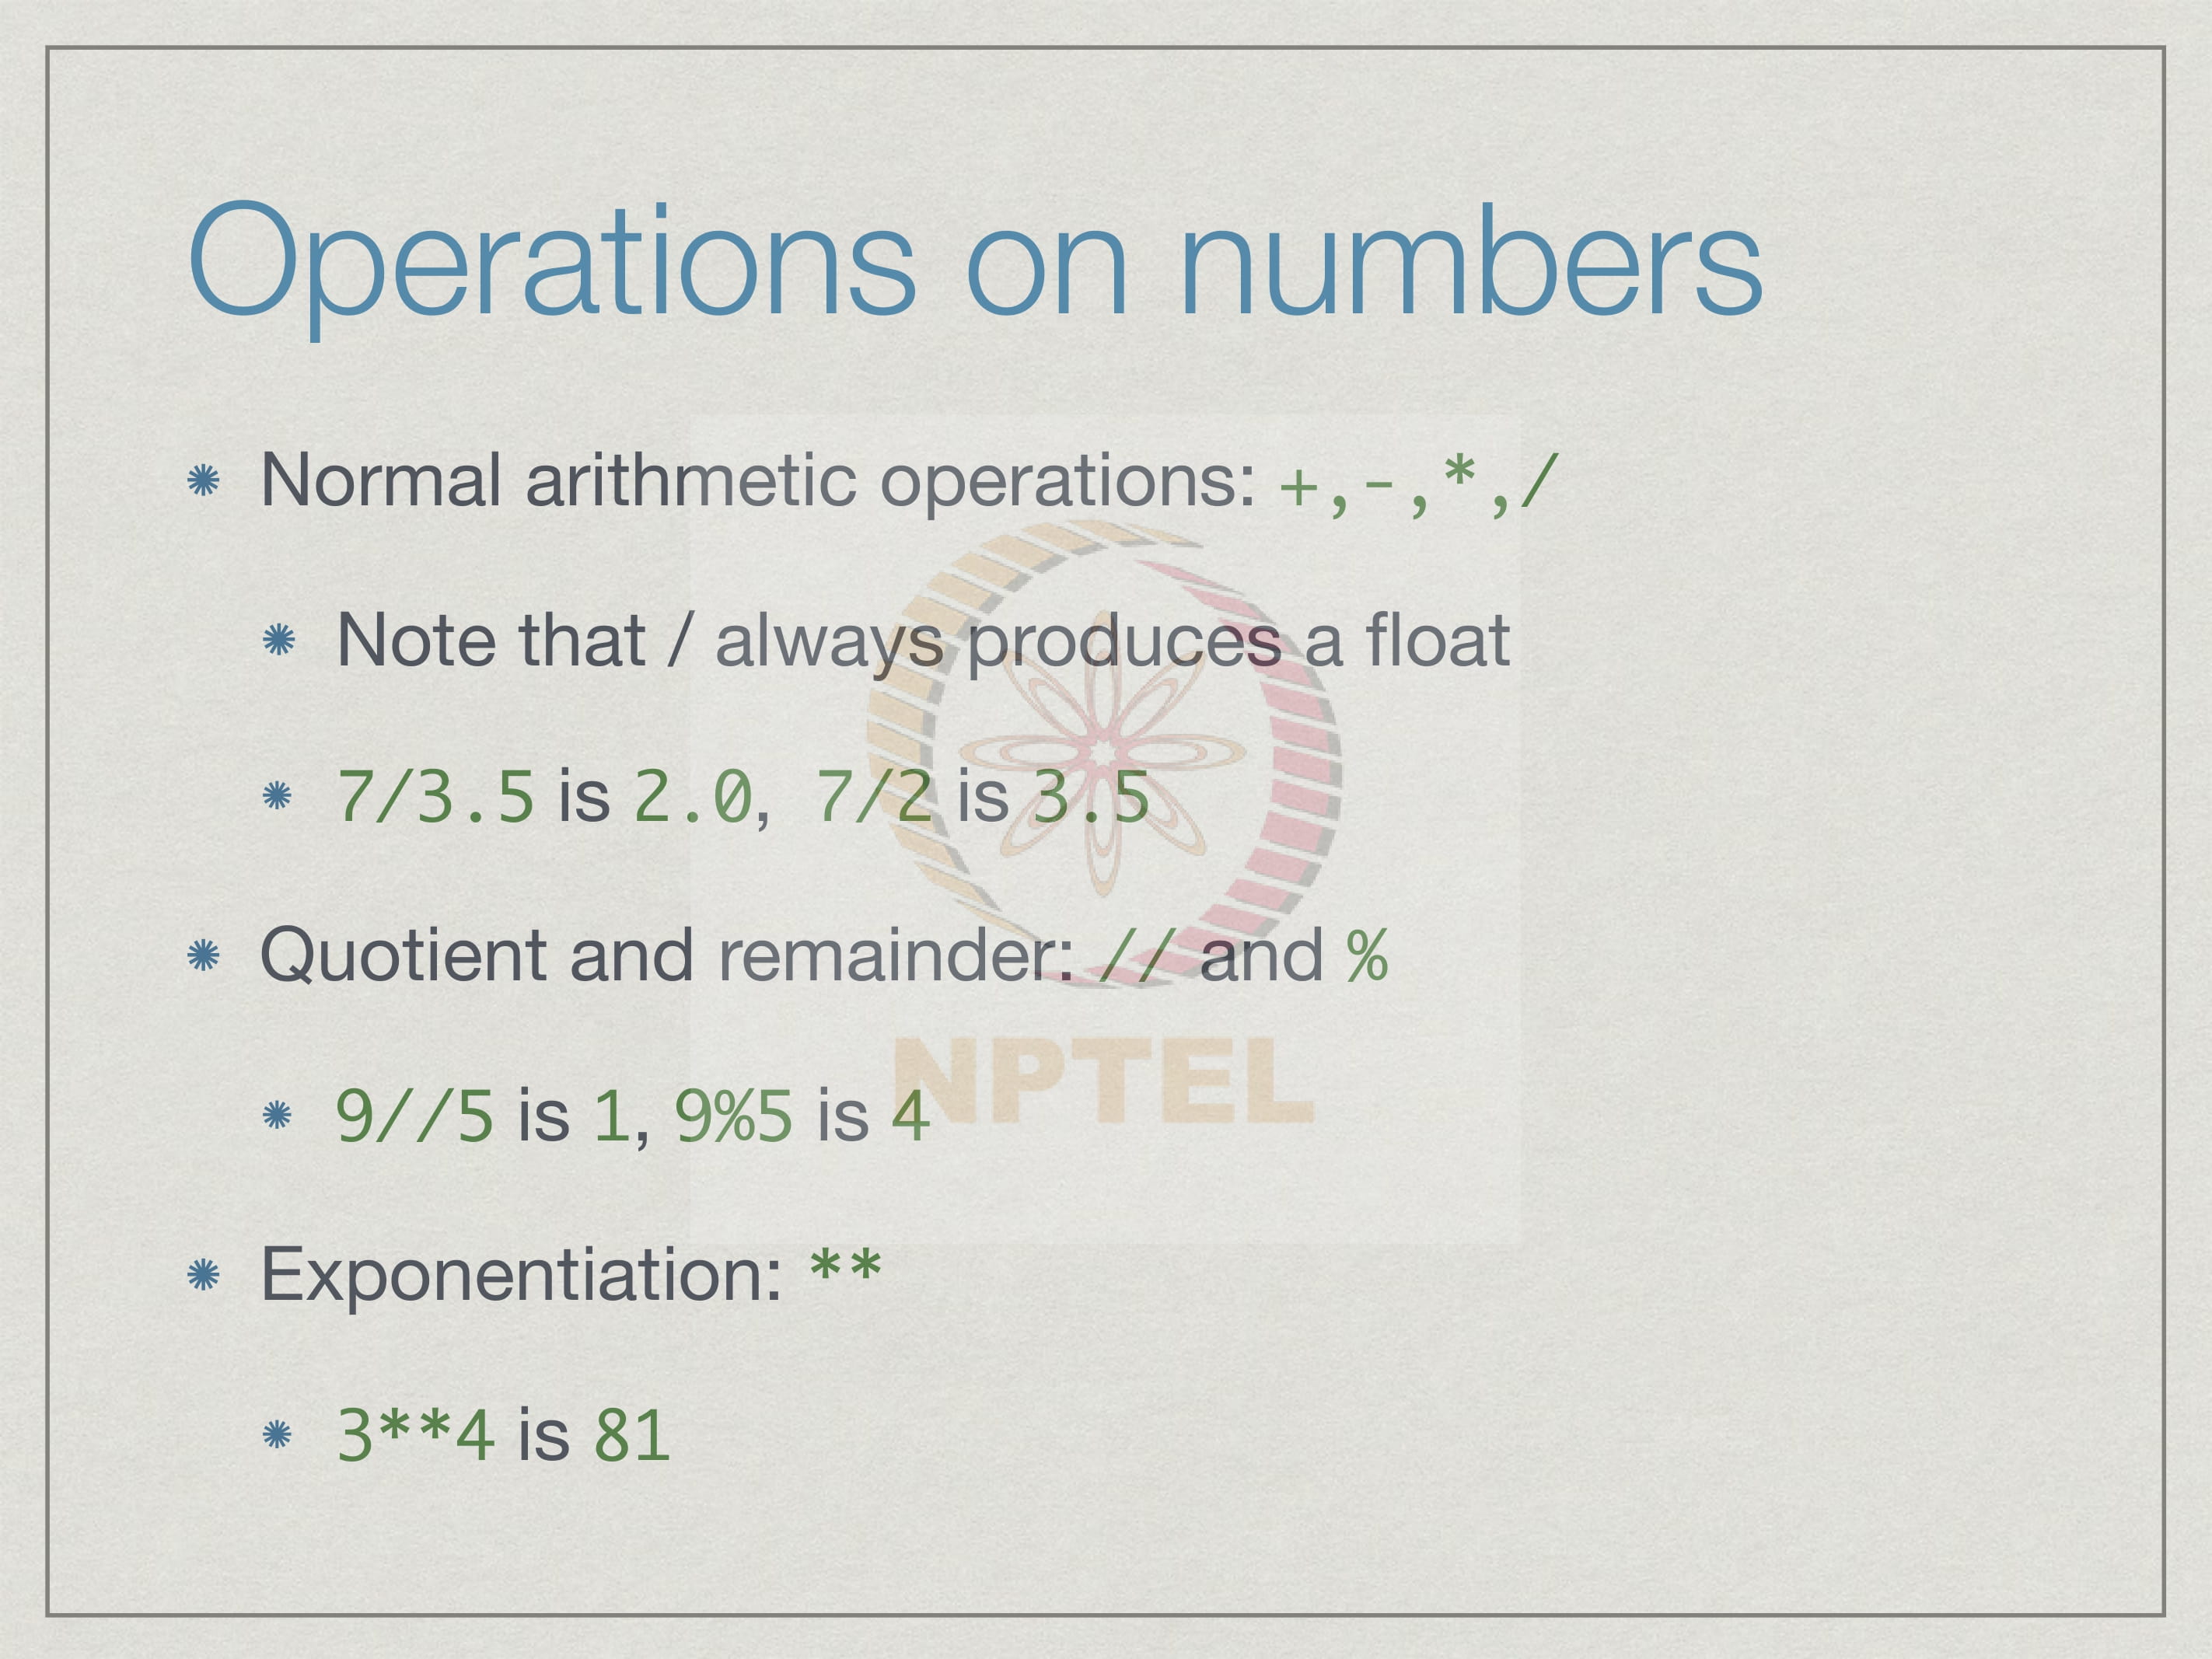 Operations on numbers
Normal arithmetic operations: +,-,*,/
Note that / always produces a float
7/3.5 is 2.0, 7/2 is 3.5
Quotient and remainder: // and %
9//5 is 1, 9%5 is 4
Exponentiation: **
3**4 is 81
NPTEL